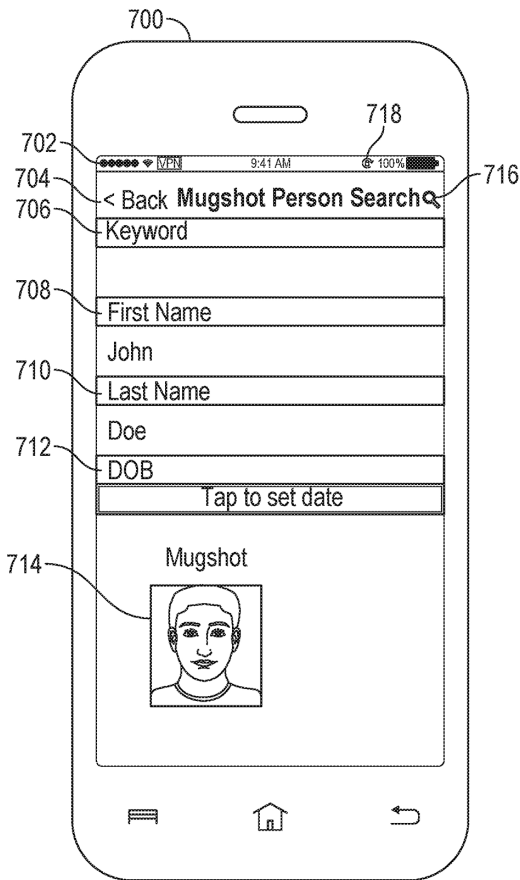 700
718
702
VPN 9:41 AM 100%
704
716
< Back Mugshot Person Search
706
Keyword
708
First Name
John
710
Last Name
Doe
712
DOB
Tap to set date
Mugshot
714